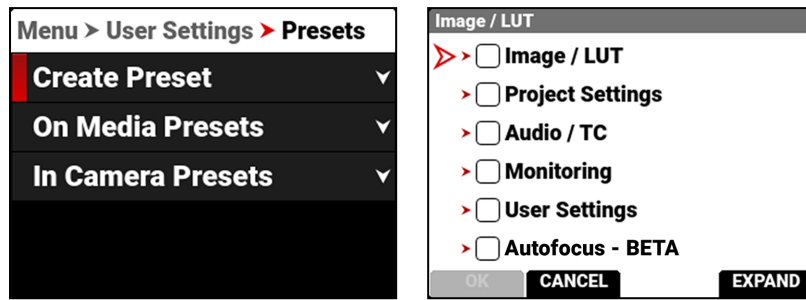 Menu > User Settings > Presets
Create Preset
On Media Presets
In Camera Presets
Image / LUT
Image / LUT
Project Settings
Audio / TC
Monitoring
User Settings
Autofocus - BETA
OK CANCEL EXPAND